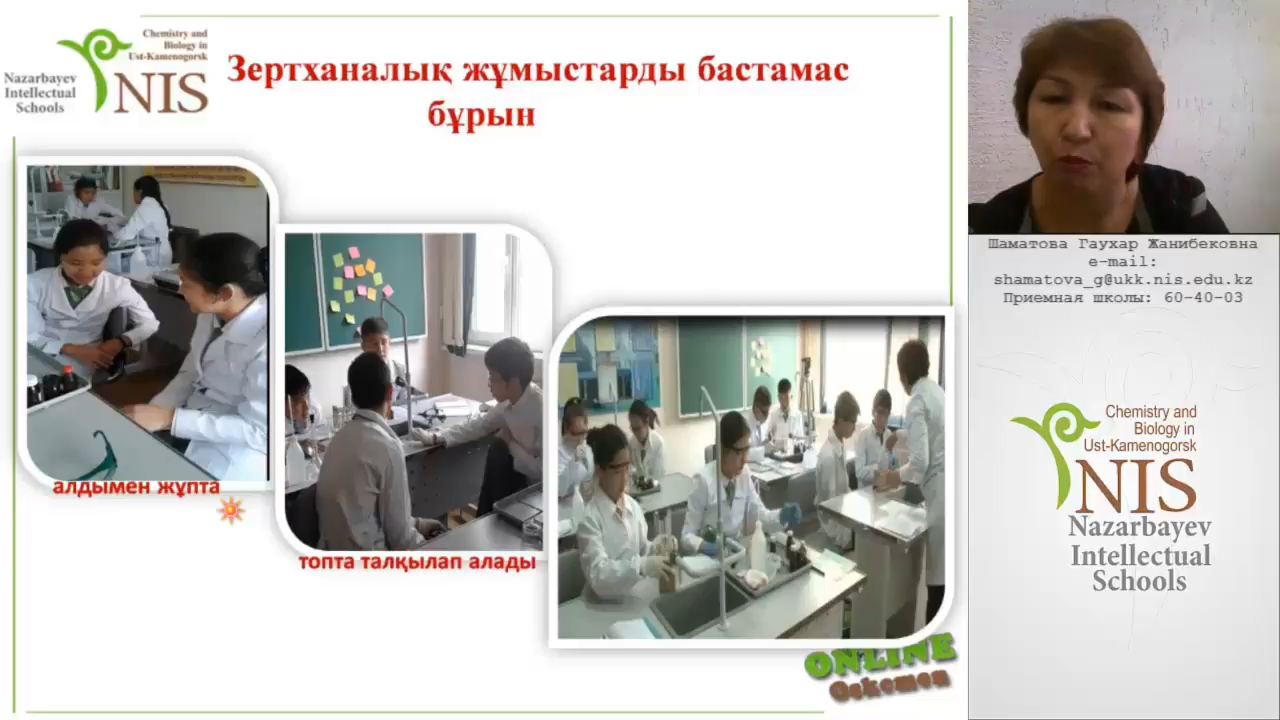 Chemistry and
Biology in
Ust-Kamenogorsk
Nazarbayev
Intellectual
Schools
NIS
Зертханалық жұмыстарды бастамас
бұрын
алдымен жұпта
топта талқылап алады
ONLINE
Oskemen
Шаматова Гаухар Жанибековна
e-mail:
shamatova_g@ukk.nis.edu.kz
Приемная школы: 60-40-03
Chemistry and
Biology in
Ust-Kamenogorsk
NIS
Nazarbayev
Intellectual
Schools